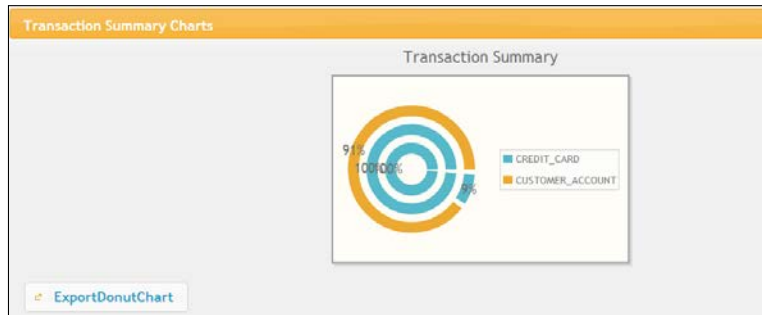 Transaction Summary Charts
Transaction Summary
91%
100%
100%
9%
CREDIT_CARD
CUSTOMER_ACCOUNT
ExportDonutChart